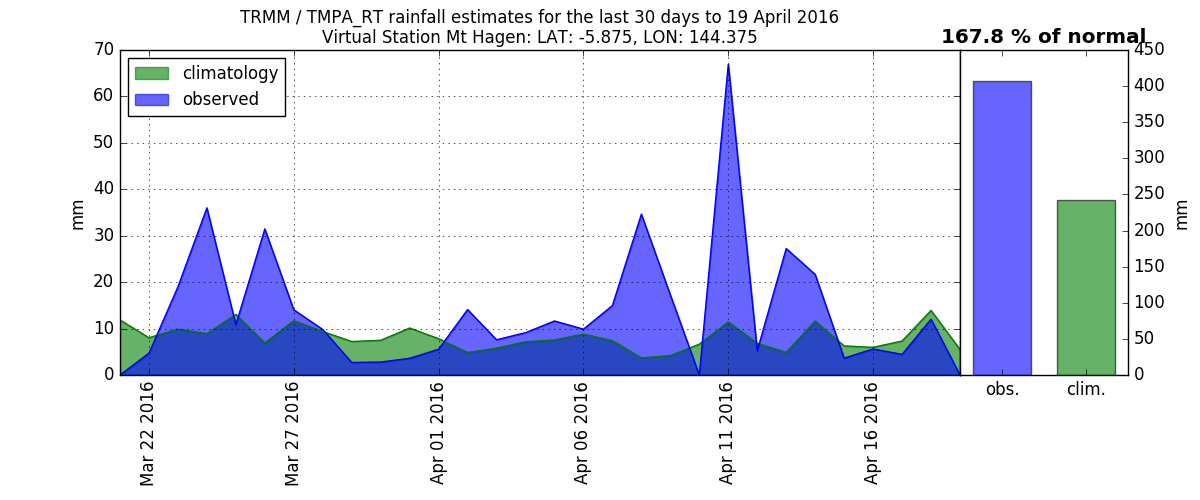 TRMM / TMPA_RT rainfall estimates for the last 30 days to 19 April 2016
Virtual Station Mt Hagen: LAT: -5.875, LON: 144.375
167.8 % of normal
climatology
observed
70
60
50
40
30
20
10
0
mm
Mar 22 2016
Mar 27 2016
Apr 01 2016
Apr 06 2016
Apr 11 2016
Apr 16 2016
450
400
350
300
250
200
150
100
50
0
mm
obs.
clim.